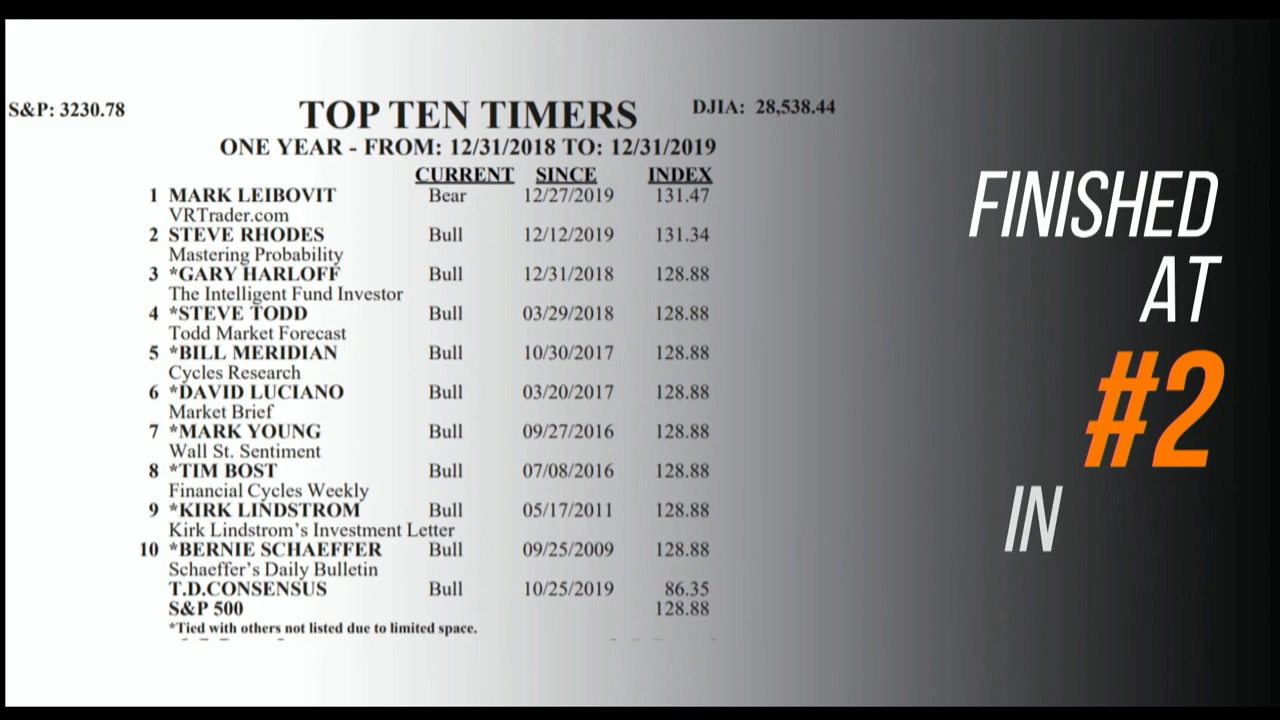 S&P: 3230.78
TOP TEN TIMERS
DJIA: 28,538.44
ONE YEAR - FROM: 12/31/2018 TO: 12/31/2019
CURRENT SINCE INDEX
1 MARK LEIBOVIT Bear 12/27/2019 131.47
VRTrader.com
2 STEVE RHODES Bull 12/12/2019 131.34
Mastering Probability
3 *GARY HARLOFF Bull 12/31/2018 128.88
The Intelligent Fund Investor
4 *STEVE TODD Bull 03/29/2018 128.88
Todd Market Forecast
5 *BILL MERIDIAN Bull 10/30/2017 128.88
Cycles Research
6 *DAVID LUCIANO Bull 03/20/2017 128.88
Market Brief
7 *MARK YOUNG Bull 09/27/2016 128.88
Wall St. Sentiment
8 *TIM BOST Bull 07/08/2016 128.88
Financial Cycles Weekly
9 *KIRK LINDSTROM Bull 05/17/2011 128.88
Kirk Lindstrom's Investment Letter
10 *BERNIE SCHAEFFER Bull 09/25/2009 128.88
Schaeffer's Daily Bulletin
T.D.CONSENSUS Bull 10/25/2019 86.35
S&P 500 128.88
*Tied with others not listed due to limited space.
FINISHED
AT
#2
IN